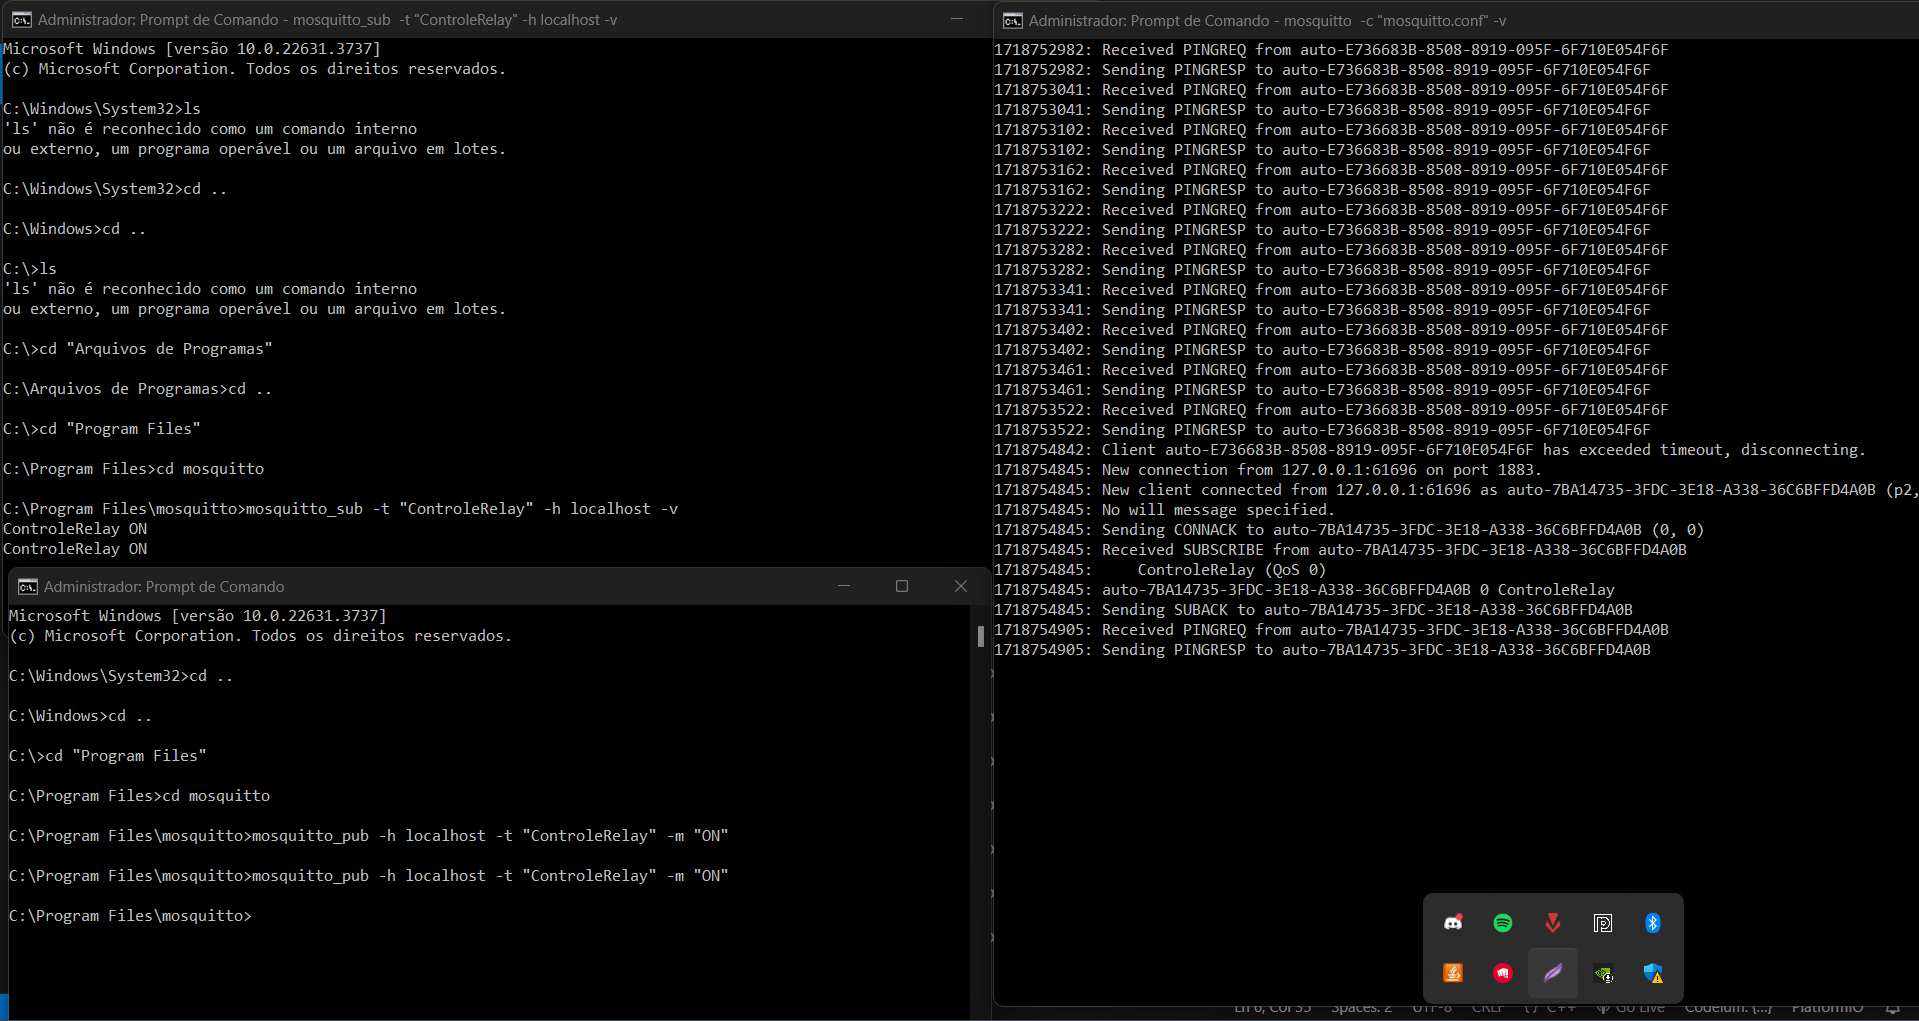 Administrador: Prompt de Comando - mosquitto_sub  -t "ControleRelay" -h localhost -v
Microsoft Windows [versão 10.0.22631.3737]
(c) Microsoft Corporation. Todos os direitos reservados.
C:\Windows\System32>ls
'ls' não é reconhecido como um comando interno
ou externo, um programa operável ou um arquivo em lotes.
C:\Windows\System32>cd ..
C:\Windows>cd ..
C:\>ls
'ls' não é reconhecido como um comando interno
ou externo, um programa operável ou um arquivo em lotes.
C:\>cd "Arquivos de Programas"
C:\Arquivos de Programas>cd ..
C:\>cd "Program Files"
C:\Program Files>cd mosquitto
C:\Program Files\mosquitto>mosquitto_sub -t "ControleRelay" -h localhost -v
ControleRelay ON
ControleRelay ON
Administrador: Prompt de Comando
Microsoft Windows [versão 10.0.22631.3737]
(c) Microsoft Corporation. Todos os direitos reservados.
C:\Windows\System32>cd ..
C:\Windows>cd ..
C:\>cd "Program Files"
C:\Program Files>cd mosquitto
C:\Program Files\mosquitto>mosquitto_pub -h localhost -t "ControleRelay" -m "ON"
C:\Program Files\mosquitto>mosquitto_pub -h localhost -t "ControleRelay" -m "ON"
C:\Program Files\mosquitto>
Administrador: Prompt de Comando - mosquitto  -c "mosquitto.conf" -v
1718752982: Received PINGREQ from auto-E736683B-8508-8919-095F-6F710E054F6F
1718752982: Sending PINGRESP to auto-E736683B-8508-8919-095F-6F710E054F6F
1718753041: Received PINGREQ from auto-E736683B-8508-8919-095F-6F710E054F6F
1718753041: Sending PINGRESP to auto-E736683B-8508-8919-095F-6F710E054F6F
1718753102: Received PINGREQ from auto-E736683B-8508-8919-095F-6F710E054F6F
1718753102: Sending PINGRESP to auto-E736683B-8508-8919-095F-6F710E054F6F
1718753162: Received PINGREQ from auto-E736683B-8508-8919-095F-6F710E054F6F
1718753162: Sending PINGRESP to auto-E736683B-8508-8919-095F-6F710E054F6F
1718753222: Received PINGREQ from auto-E736683B-8508-8919-095F-6F710E054F6F
1718753222: Sending PINGRESP to auto-E736683B-8508-8919-095F-6F710E054F6F
1718753282: Received PINGREQ from auto-E736683B-8508-8919-095F-6F710E054F6F
1718753282: Sending PINGRESP to auto-E736683B-8508-8919-095F-6F710E054F6F
1718753341: Received PINGREQ from auto-E736683B-8508-8919-095F-6F710E054F6F
1718753341: Sending PINGRESP to auto-E736683B-8508-8919-095F-6F710E054F6F
1718753402: Received PINGREQ from auto-E736683B-8508-8919-095F-6F710E054F6F
1718753402: Sending PINGRESP to auto-E736683B-8508-8919-095F-6F710E054F6F
1718753461: Received PINGREQ from auto-E736683B-8508-8919-095F-6F710E054F6F
1718753461: Sending PINGRESP to auto-E736683B-8508-8919-095F-6F710E054F6F
1718753522: Received PINGREQ from auto-E736683B-8508-8919-095F-6F710E054F6F
1718753522: Sending PINGRESP to auto-E736683B-8508-8919-095F-6F710E054F6F
1718754842: Client auto-E736683B-8508-8919-095F-6F710E054F6F has exceeded timeout, disconnecting.
1718754845: New connection from 127.0.0.1:61696 on port 1883.
1718754845: New client connected from 127.0.0.1:61696 as auto-7BA14735-3FDC-3E18-A338-36C6BFFD4A0B (p2,
1718754845: No will message specified.
1718754845: Sending CONNACK to auto-7BA14735-3FDC-3E18-A338-36C6BFFD4A0B (0, 0)
1718754845: Received SUBSCRIBE from auto-7BA14735-3FDC-3E18-A338-36C6BFFD4A0B
1718754845:     ControleRelay (QoS 0)
1718754845: auto-7BA14735-3FDC-3E18-A338-36C6BFFD4A0B 0 ControleRelay
1718754845: Sending SUBACK to auto-7BA14735-3FDC-3E18-A338-36C6BFFD4A0B
1718754905: Received PINGREQ from auto-7BA14735-3FDC-3E18-A338-36C6BFFD4A0B
1718754905: Sending PINGRESP to auto-7BA14735-3FDC-3E18-A338-36C6BFFD4A0B
Ln 6, Col 35 Spaces: 2 UTF-8 CRLF {} C++ Go Live Codeium: {...} PlatformIO